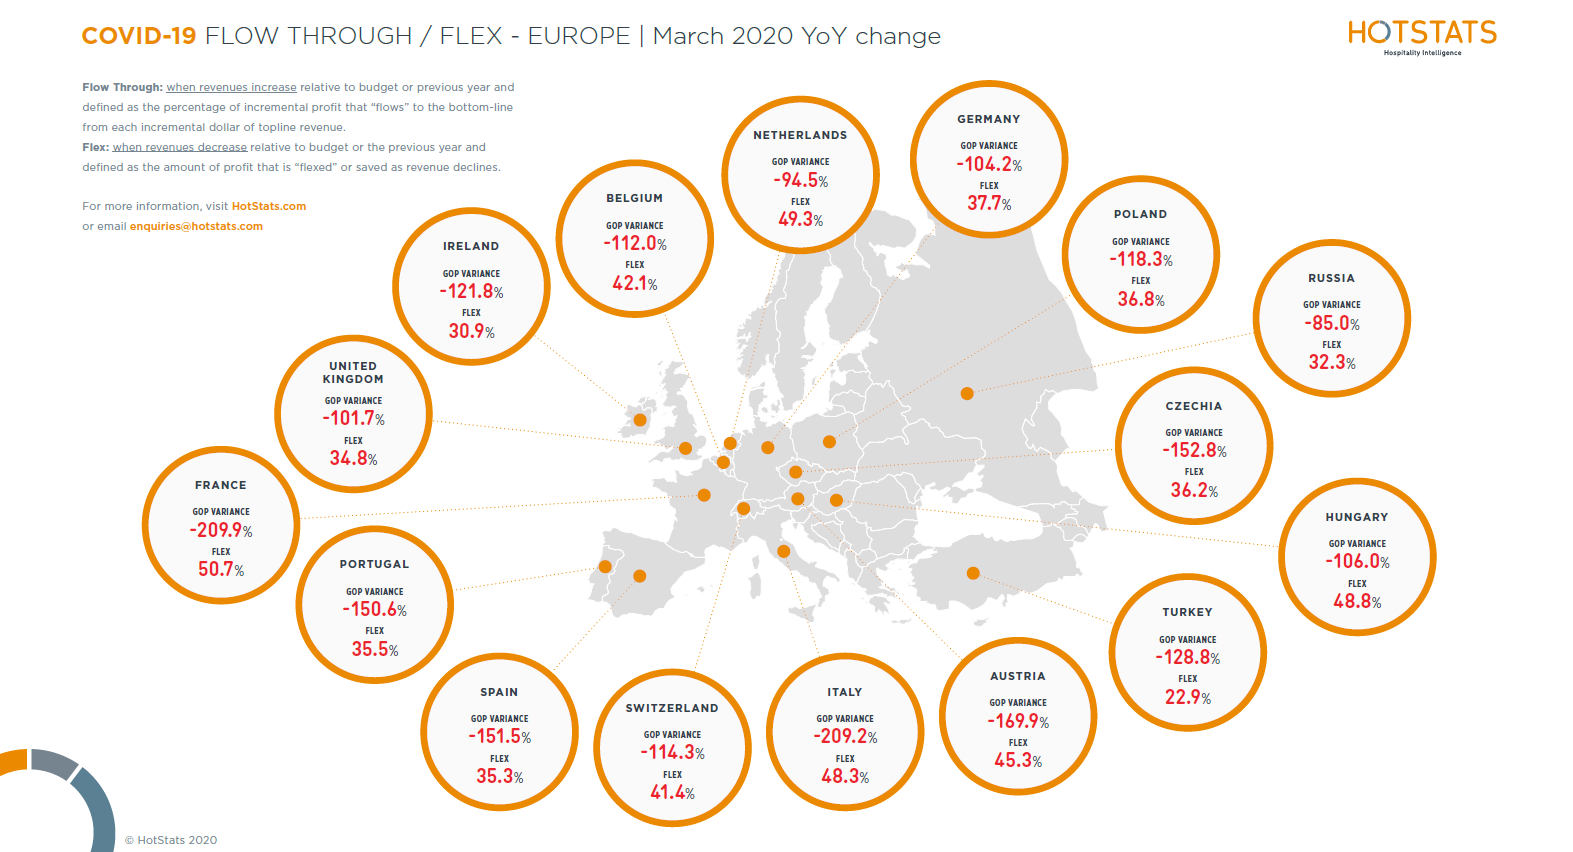 COVID-19 FLOW THROUGH / FLEX - EUROPE | March 2020 YoY change
HOTSTATS
Hospitality Intelligence
Flow Through: when revenues increase relative to budget or previous year and
defined as the percentage of incremental profit that “flows” to the bottom-line
from each incremental dollar of topline revenue.
Flex: when revenues decrease relative to budget or the previous year and
defined as the amount of profit that is “flexed” or saved as revenue declines.
For more information, visit HotStats.com
or email enquiries@hotstats.com
GERMANY
GOP VARIANCE
-104.2%
FLEX
37.7%
NETHERLANDS
GOP VARIANCE
-94.5%
FLEX
49.3%
BELGIUM
GOP VARIANCE
-112.0%
FLEX
42.1%
POLAND
GOP VARIANCE
-118.3%
FLEX
36.8%
IRELAND
GOP VARIANCE
-121.8%
FLEX
30.9%
RUSSIA
GOP VARIANCE
-85.0%
FLEX
32.3%
UNITED
KINGDOM
GOP VARIANCE
-101.7%
FLEX
34.8%
CZECHIA
GOP VARIANCE
-152.8%
FLEX
36.2%
FRANCE
GOP VARIANCE
-209.9%
FLEX
50.7%
HUNGARY
GOP VARIANCE
-106.0%
FLEX
48.8%
PORTUGAL
GOP VARIANCE
-150.6%
FLEX
35.5%
TURKEY
GOP VARIANCE
-128.8%
FLEX
22.9%
SPAIN
GOP VARIANCE
-151.5%
FLEX
35.3%
SWITZERLAND
GOP VARIANCE
-114.3%
FLEX
41.4%
ITALY
GOP VARIANCE
-209.2%
FLEX
48.3%
AUSTRIA
GOP VARIANCE
-169.9%
FLEX
45.3%
© HotStats 2020